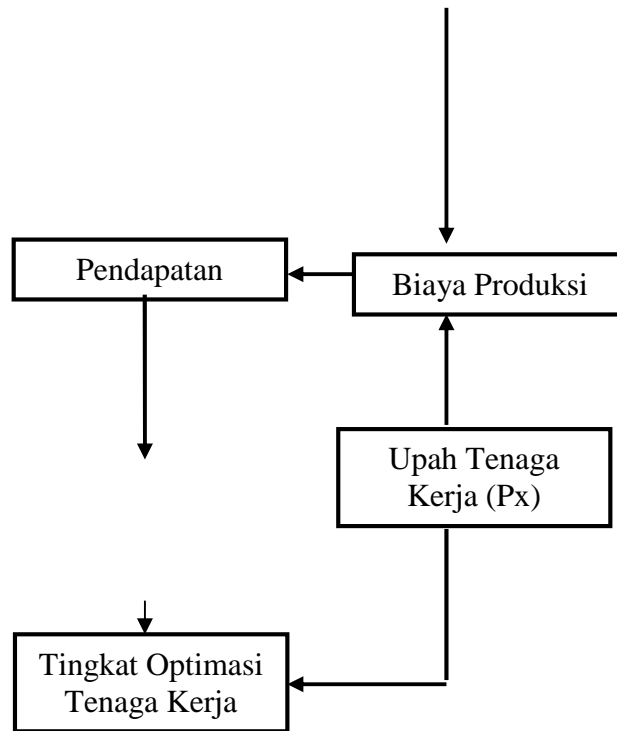 Pendapatan
Biaya Produksi
Upah Tenaga
Kerja (Px)
Tingkat Optimasi
Tenaga Kerja